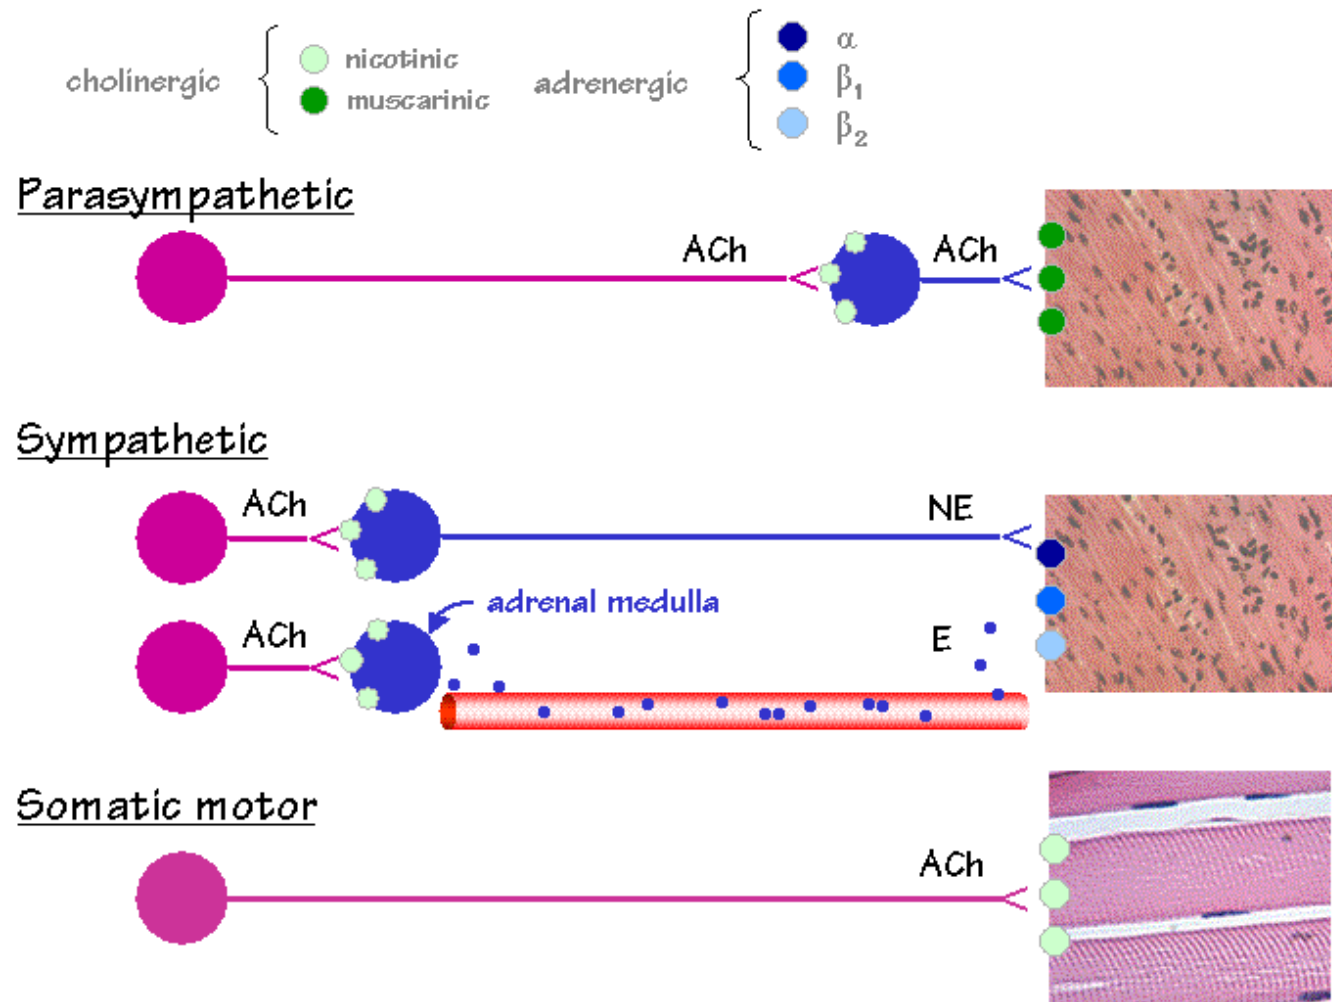 cholinergic
nicotinic
muscarinic
adrenergic
α
β1
β2
Parasympathetic
ACh
ACh
Sympathetic
ACh
NE
adrenal medulla
ACh
E
Somatic motor
ACh